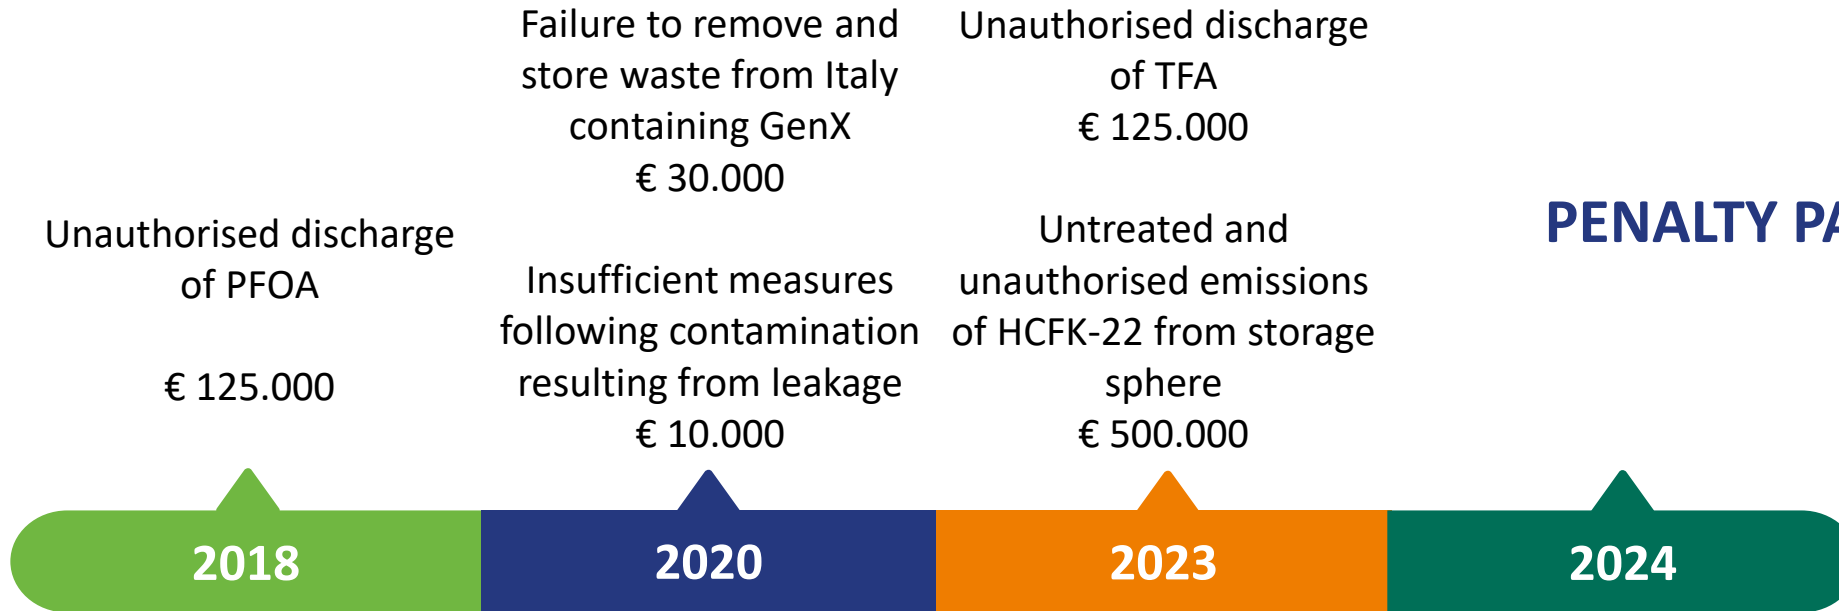 Unauthorised discharge
of PFOA
€ 125.000
Failure to remove and
store waste from Italy
containing GenX
€ 30.000
Insufficient measures
following contamination
resulting from leakage
€ 10.000
Unauthorised discharge
of TFA
€ 125.000
Untreated and
unauthorised emissions
of HCFK-22 from storage
sphere
€ 500.000
PENALTY PA
2018
2020
2023
2024